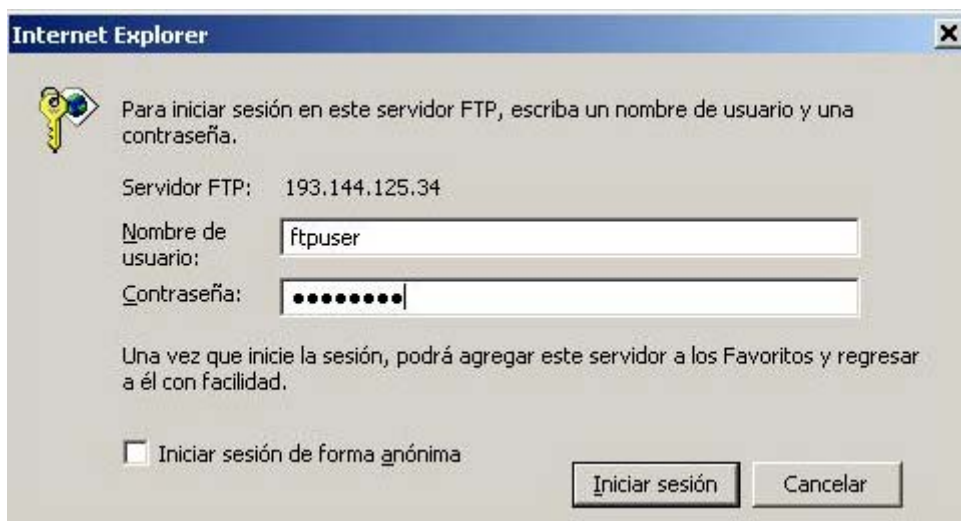 Internet Explorer
Para iniciar sesión en este servidor FTP, escriba un nombre de usuario y una
contraseña.
Servidor FTP: 193.144.125.34
Nombre de
usuario:
ftpuser
Contraseña: ●●●●●●●●
Una vez que inicie la sesión, podrá agregar este servidor a los Favoritos y regresar
a él con facilidad.
Iniciar sesión de forma anónima
Iniciar sesión
Cancelar